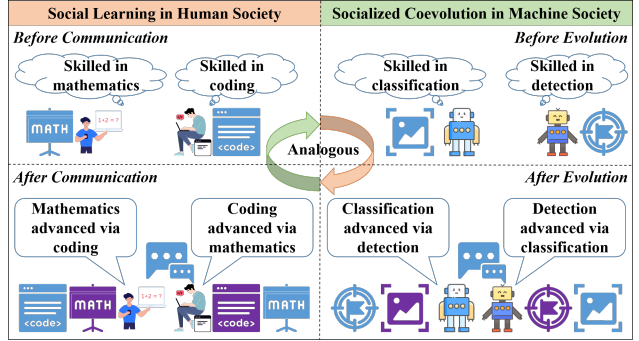 Social Learning in Human Society
Socialized Coevolution in Machine Society
Before Communication
Before Evolution
Skilled in
mathematics
Skilled in
coding
Skilled in
classification
Skilled in
detection
MATH
1+2 = ?
<code>
Analogous
After Communication
After Evolution
Mathematics
advanced via
coding
Coding
advanced via
mathematics
Classification
advanced via
detection
Detection
advanced via
classification
<code>
MATH
1+2 = ?
<code>
MATH